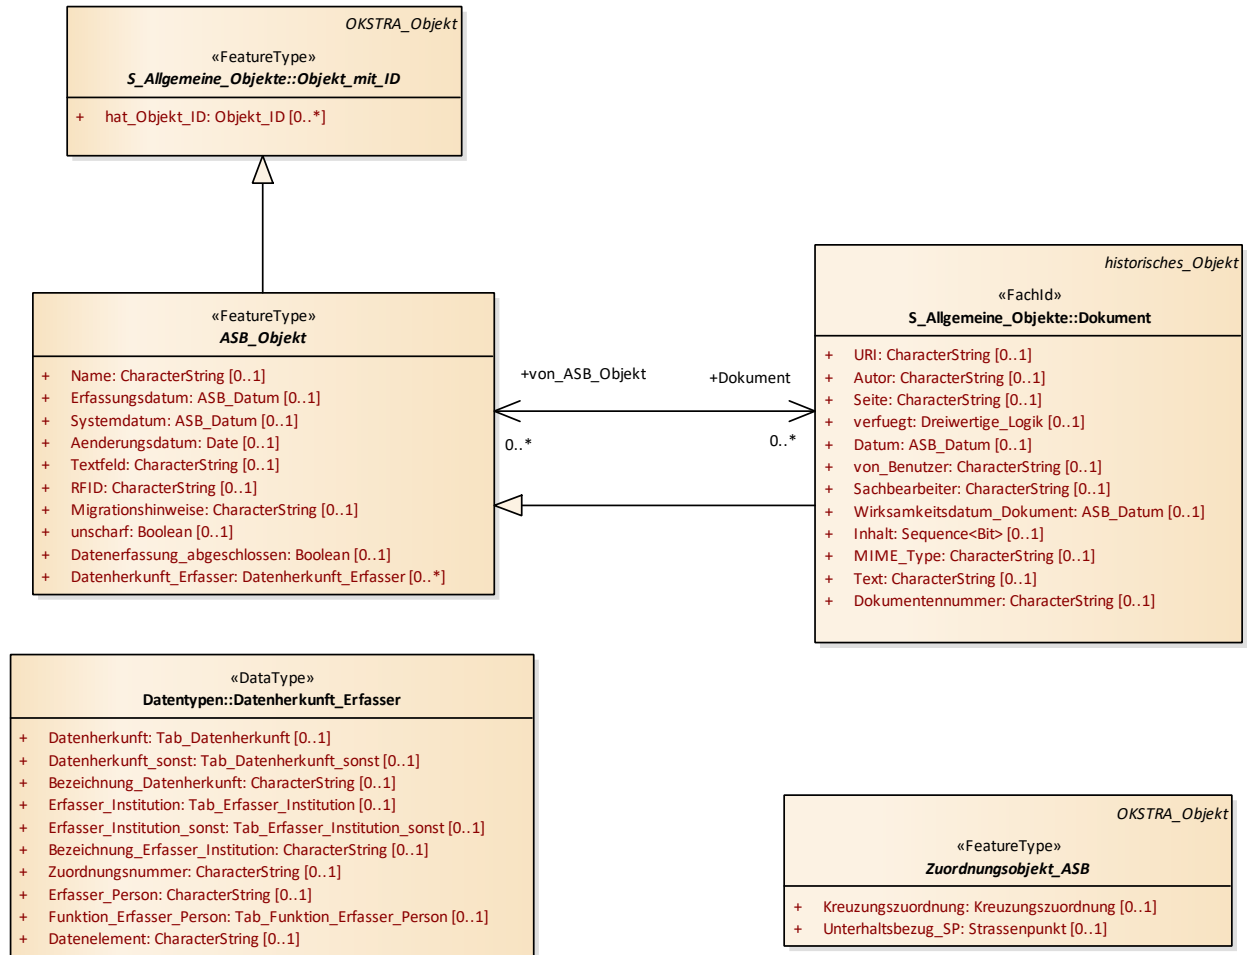 OKSTRA_Objekt
«FeatureType»
S_Allgemeine_Objekte::Objekt_mit_ID
+ hat_Objekt_ID: Objekt_ID [0..*]
«FeatureType»
ASB_Objekt
+ Name: CharacterString [0..1]
+ Erfassungsdatum: ASB_Datum [0..1]
+ Systemdatum: ASB_Datum [0..1]
+ Aenderungsdatum: Date [0..1]
+ Textfeld: CharacterString [0..1]
+ RFID: CharacterString [0..1]
+ Migrationshinweise: CharacterString [0..1]
+ unscharf: Boolean [0..1]
+ Datenerfassung_abgeschlossen: Boolean [0..1]
+ Datenherkunft_Erfasser: Datenherkunft_Erfasser [0..*]
+von_ASB_Objekt
+Dokument
0..*
0..*
historisches_Objekt
«FachId»
S_Allgemeine_Objekte::Dokument
+ URI: CharacterString [0..1]
+ Autor: CharacterString [0..1]
+ Seite: CharacterString [0..1]
+ verfuegt: Dreiwertige_Logik [0..1]
+ Datum: ASB_Datum [0..1]
+ von_Benutzer: CharacterString [0..1]
+ Sachbearbeiter: CharacterString [0..1]
+ Wirksamkeitsdatum_Dokument: ASB_Datum [0..1]
+ Inhalt: Sequence<Bit> [0..1]
+ MIME_Type: CharacterString [0..1]
+ Text: CharacterString [0..1]
+ Dokumentennummer: CharacterString [0..1]
«DataType»
Datentypen::Datenherkunft_Erfasser
+ Datenherkunft: Tab_Datenherkunft [0..1]
+ Datenherkunft_sonst: Tab_Datenherkunft_sonst [0..1]
+ Bezeichnung_Datenherkunft: CharacterString [0..1]
+ Erfasser_Institution: Tab_Erfasser_Institution [0..1]
+ Erfasser_Institution_sonst: Tab_Erfasser_Institution_sonst [0..1]
+ Bezeichnung_Erfasser_Institution: CharacterString [0..1]
+ Zuordnungsnummer: CharacterString [0..1]
+ Erfasser_Person: CharacterString [0..1]
+ Funktion_Erfasser_Person: Tab_Funktion_Erfasser_Person [0..1]
+ Datenelement: CharacterString [0..1]
OKSTRA_Objekt
«FeatureType»
Zuordnungsobjekt_ASB
+ Kreuzungszuordnung: Kreuzungszuordnung [0..1]
+ Unterhaltsbezug_SP: Strassenpunkt [0..1]